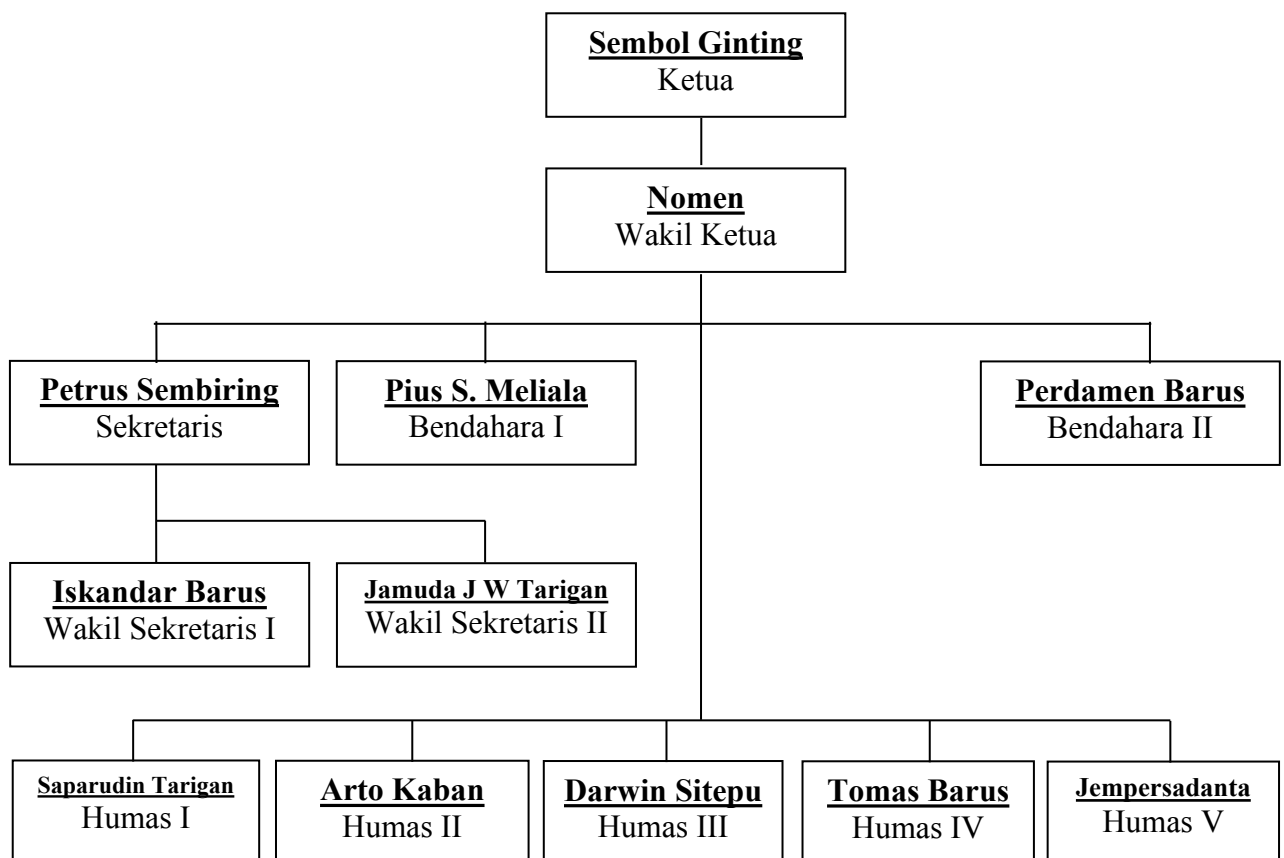 Sembol Ginting
Ketua
Nomen
Wakil Ketua
Petrus Sembiring
Sekretaris
Pius S. Meliala
Bendahara I
Perdamen Barus
Bendahara II
Iskandar Barus
Wakil Sekretaris I
Jamuda J W Tarigan
Wakil Sekretaris II
Saparudin Tarigan
Humas I
Arto Kaban
Humas II
Darwin Sitepu
Humas III
Tomas Barus
Humas IV
Jempersadanta
Humas V